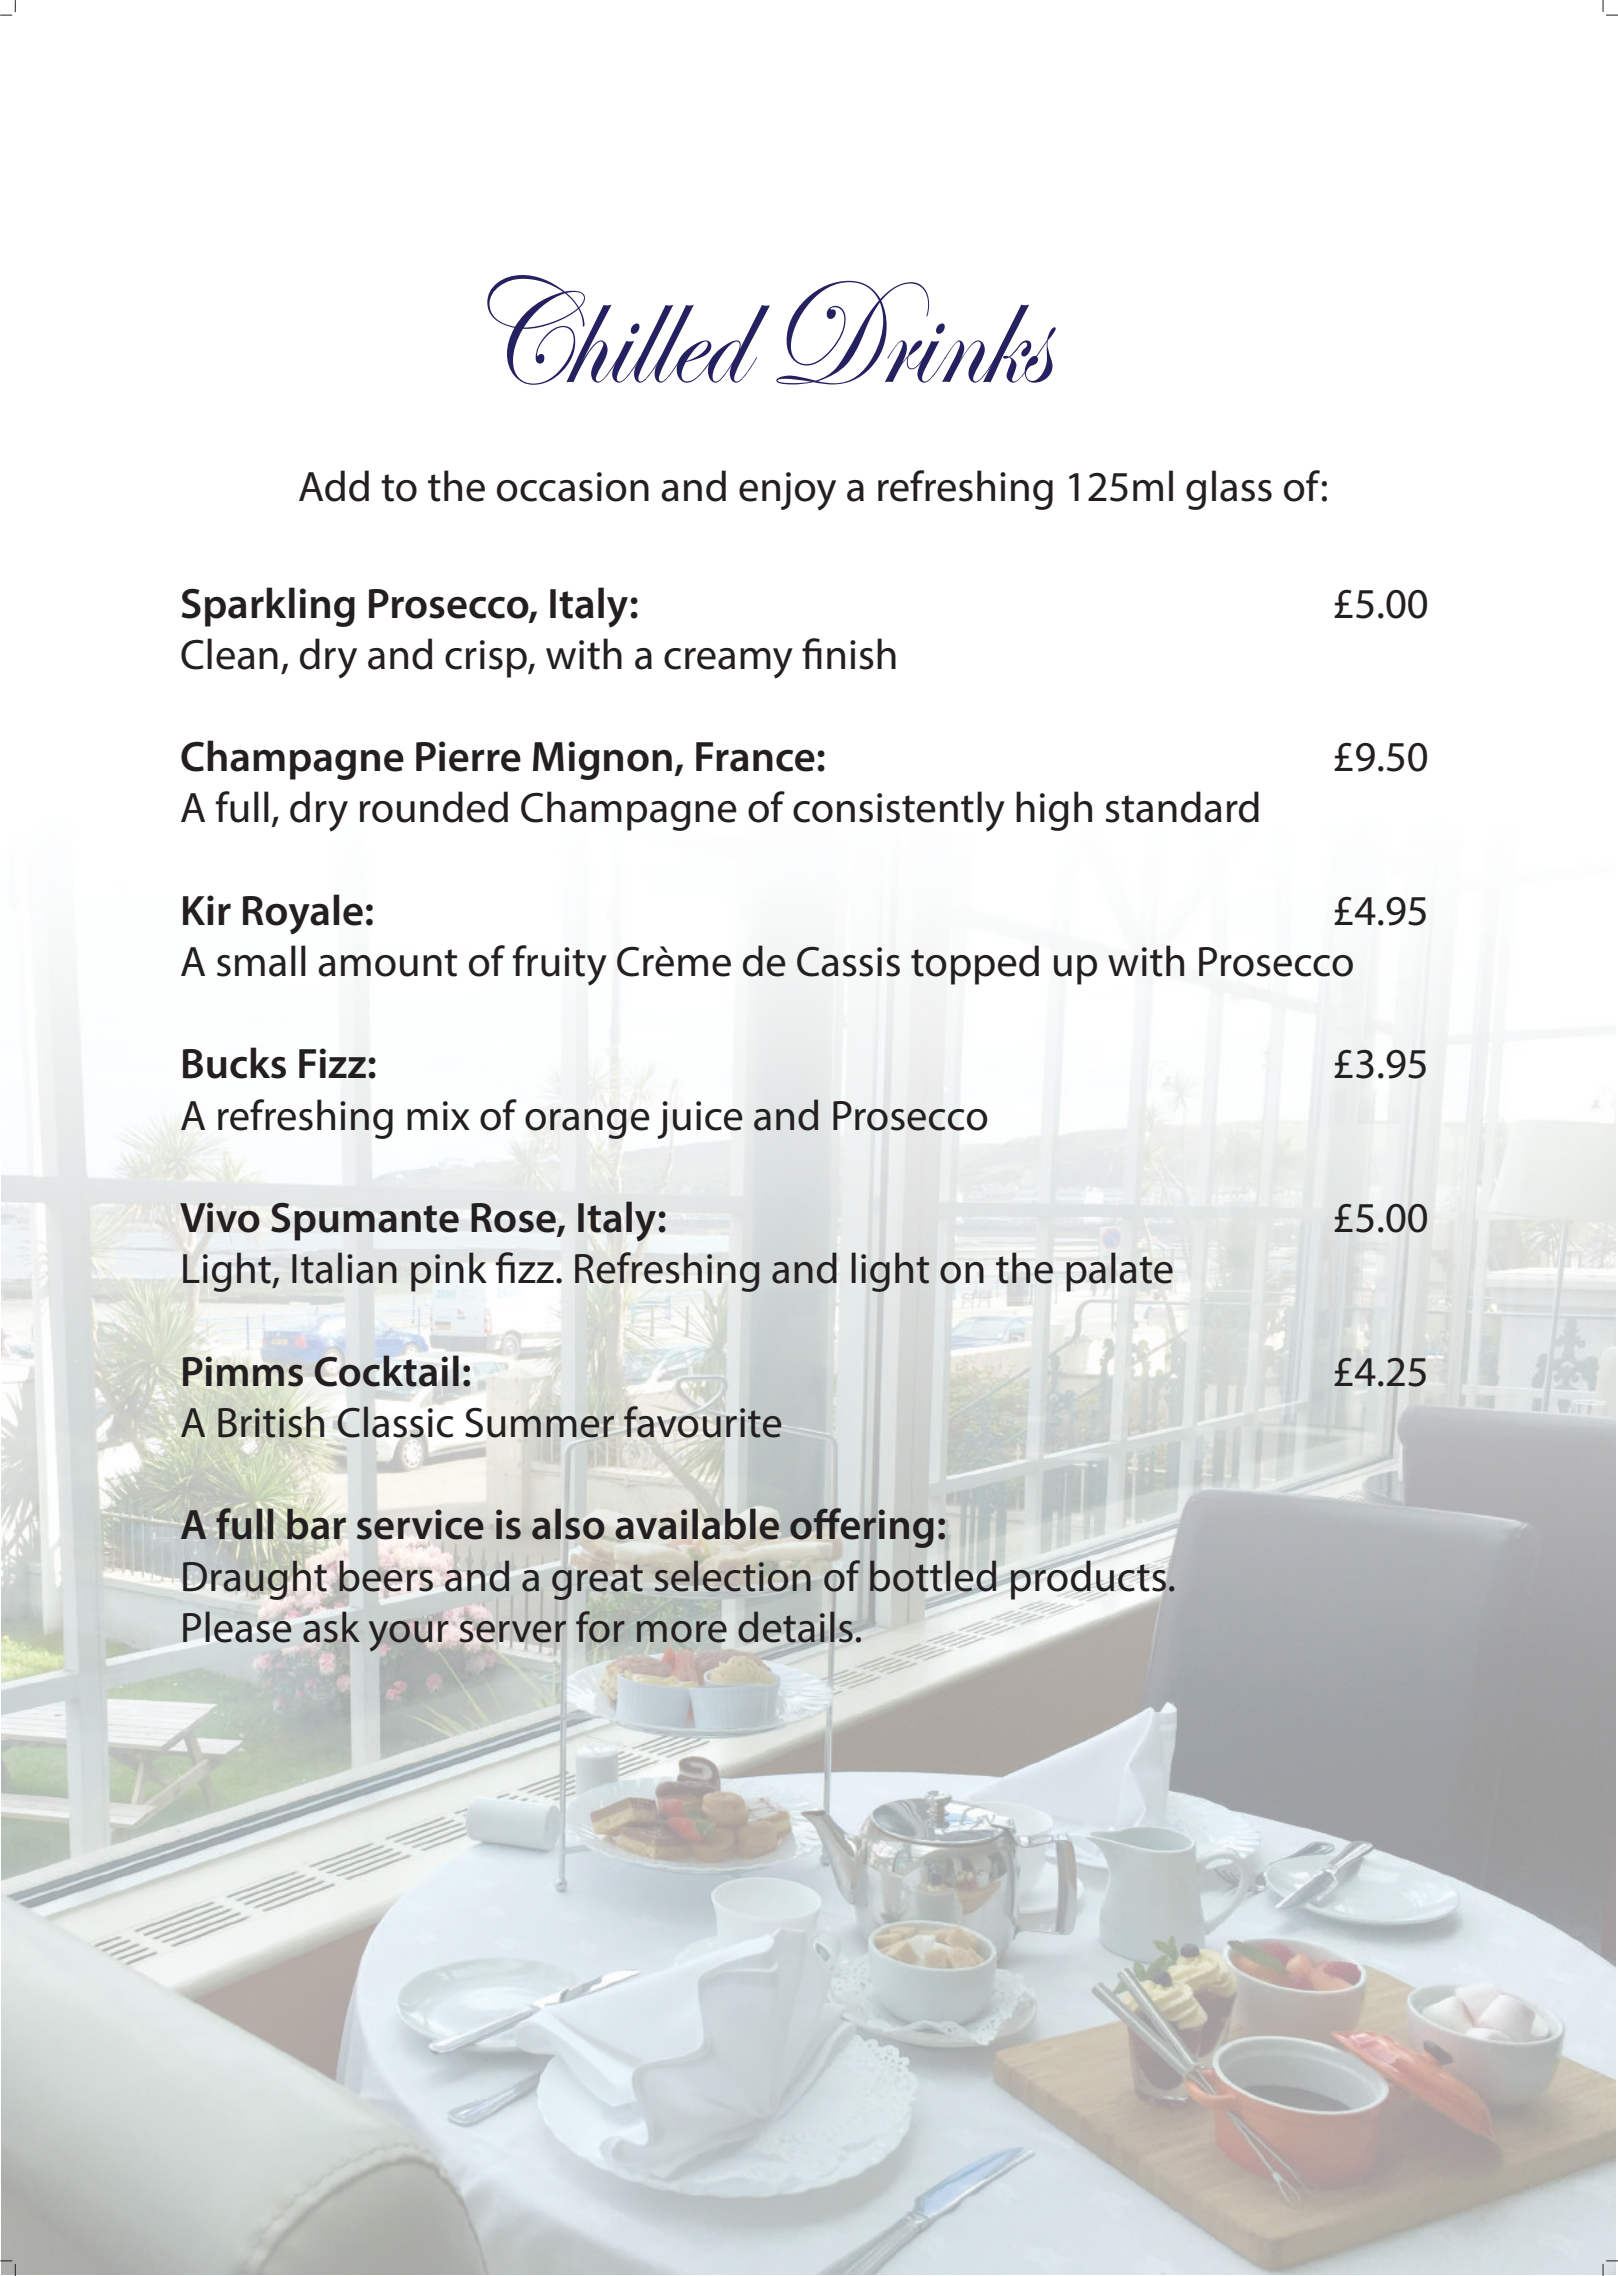 Chilled Drinks
Add to the occasion and enjoy a refreshing 125ml glass of:
Sparkling Prosecco, Italy: £5.00
Clean, dry and crisp, with a creamy finish
Champagne Pierre Mignon, France: £9.50
A full, dry rounded Champagne of consistently high standard
Kir Royale: £4.95
A small amount of fruity Crème de Cassis topped up with Prosecco
Bucks Fizz: £3.95
A refreshing mix of orange juice and Prosecco
Vivo Spumante Rose, Italy: £5.00
Light, Italian pink fizz. Refreshing and light on the palate
Pimms Cocktail: £4.25
A British Classic Summer favourite
A full bar service is also available offering:
Draught beers and a great selection of bottled products.
Please ask your server for more details.